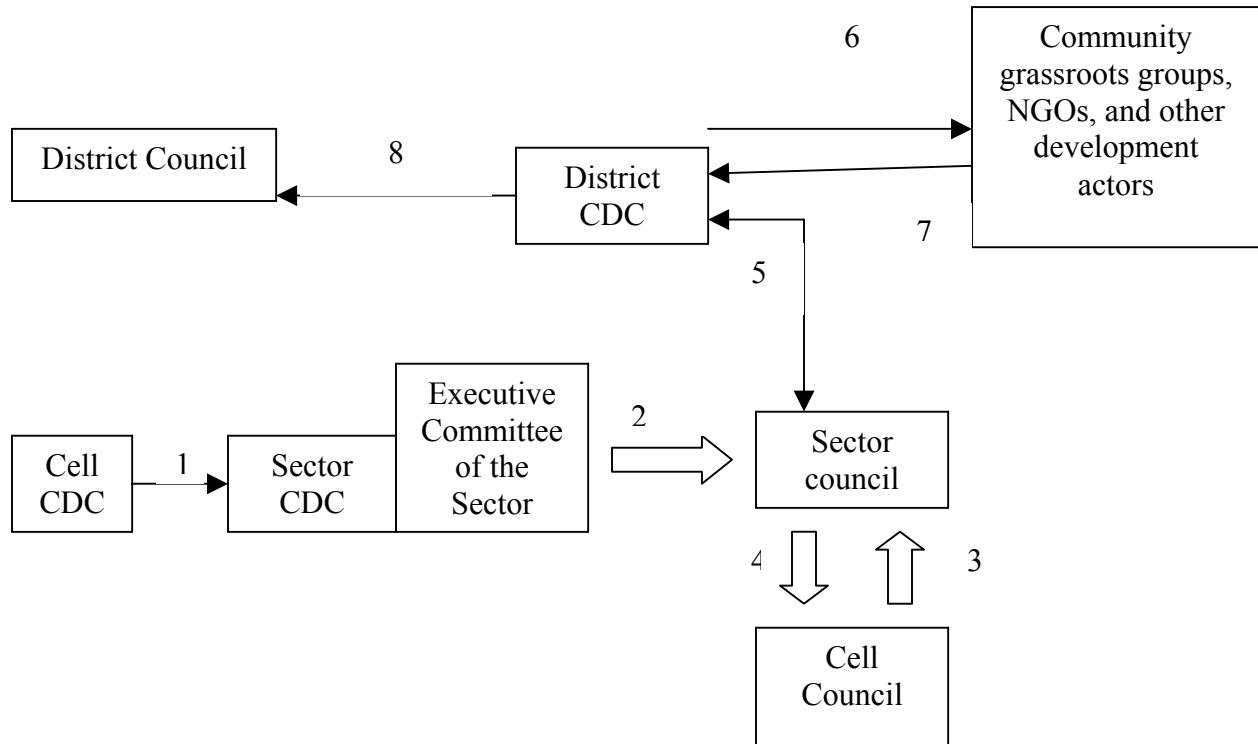 6
Community
grassroots groups,
NGOs, and other
development
actors
District Council
8
District
CDC
7
5
Cell
CDC
1
Sector
CDC
Executive
Committee
of the
Sector
2
Sector
council
4
3
Cell
Council